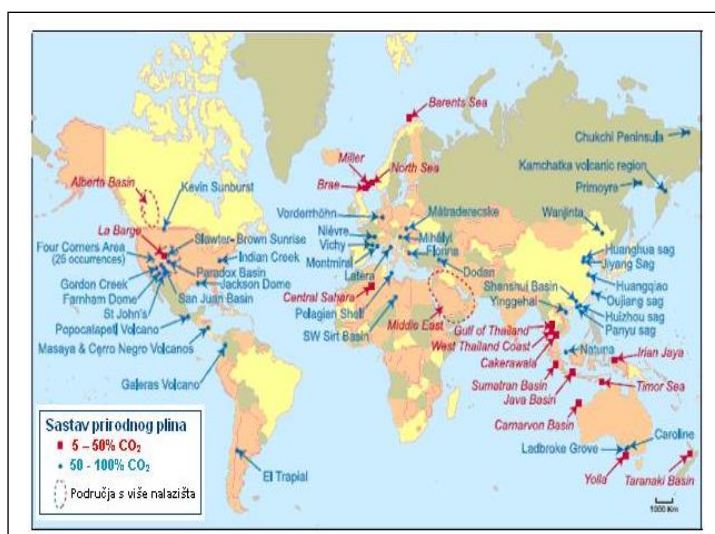 Barents Sea
Chukchi Peninsula
Miller
North Sea
Kamchatka volcanic region
Alberta Basin
Kevin Sunburst
Brae
Primoyre
Vorderrhön
Mátraderecske
Wanjinta
La Barge
Slawter- Brown Sunrise
Nièvre
Mihályi
Huanghua sag
Four Corners Area
(25 occurrences)
Indian Creek
Vichy
Florina
Jiyang Sag
Paradox Basin
Montmiral
Dodan
Shenshui Basin
Huangqiao
Gordon Creek
Jackson Dome
Latera
Yinggehai
Oujiang sag
Farnham Dome
San Juan Basin
Central Sahara
Huizhou sag
St John's
Pelagian Shelf
Middle East
Gulf of Thailand
Panyu sag
Popocalapetl Volcano
SW Sirt Basin
West Thailand Coast
Natuna
Irian Jaya
Masaya & Cerro Negro Volcanos
Cakerawala
Galeras Volcano
Sumatran Basin
Timor Sea
Java Basin
Carnarvon Basin
Sastav prirodnog plina
5 – 50% CO₂
50 - 100% CO₂
Područja s više nalazišta
El Trapial
Ladbroke Grove
Caroline
Yolla
Taranaki Basin
1000 Km